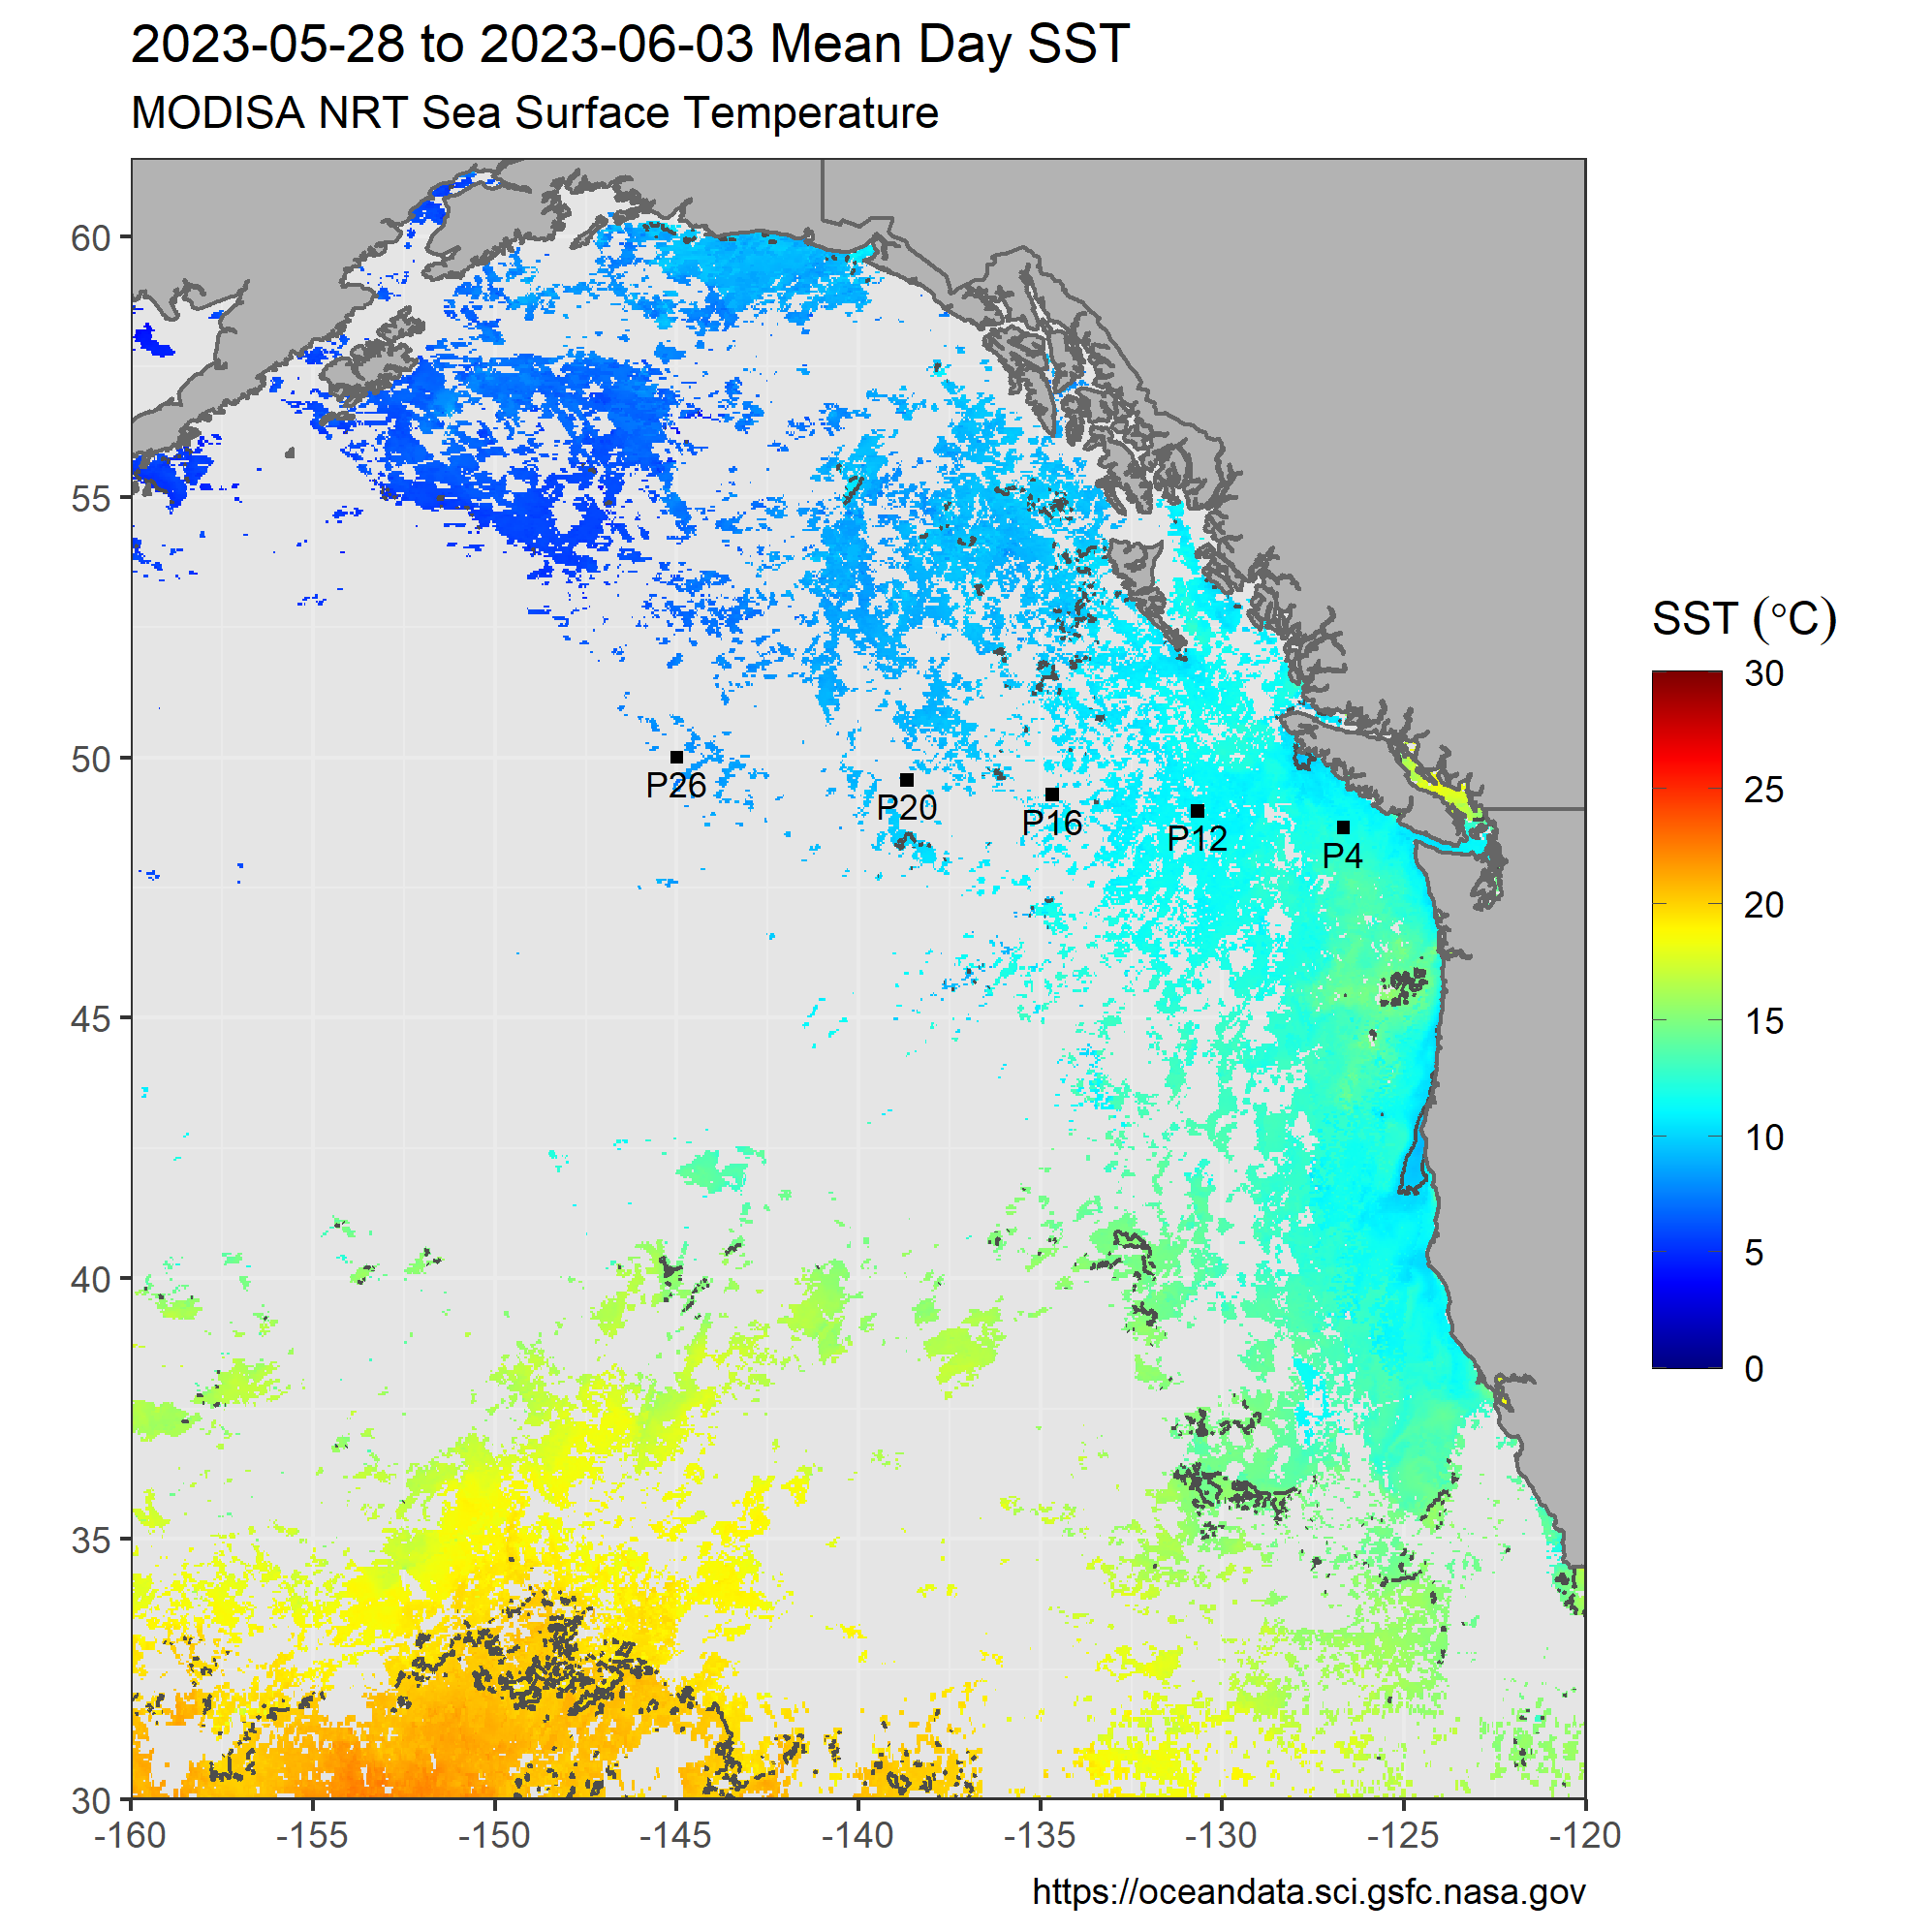 2023-05-28 to 2023-06-03 Mean Day SST
MODISA NRT Sea Surface Temperature
60
55
50
45
40
35
30
P26
P20
P16
P12
P4
-160
-155
-150
-145
-140
-135
-130
-125
-120
SST (°C)
30
25
20
15
10
5
0
https://oceandata.sci.gsfc.nasa.gov